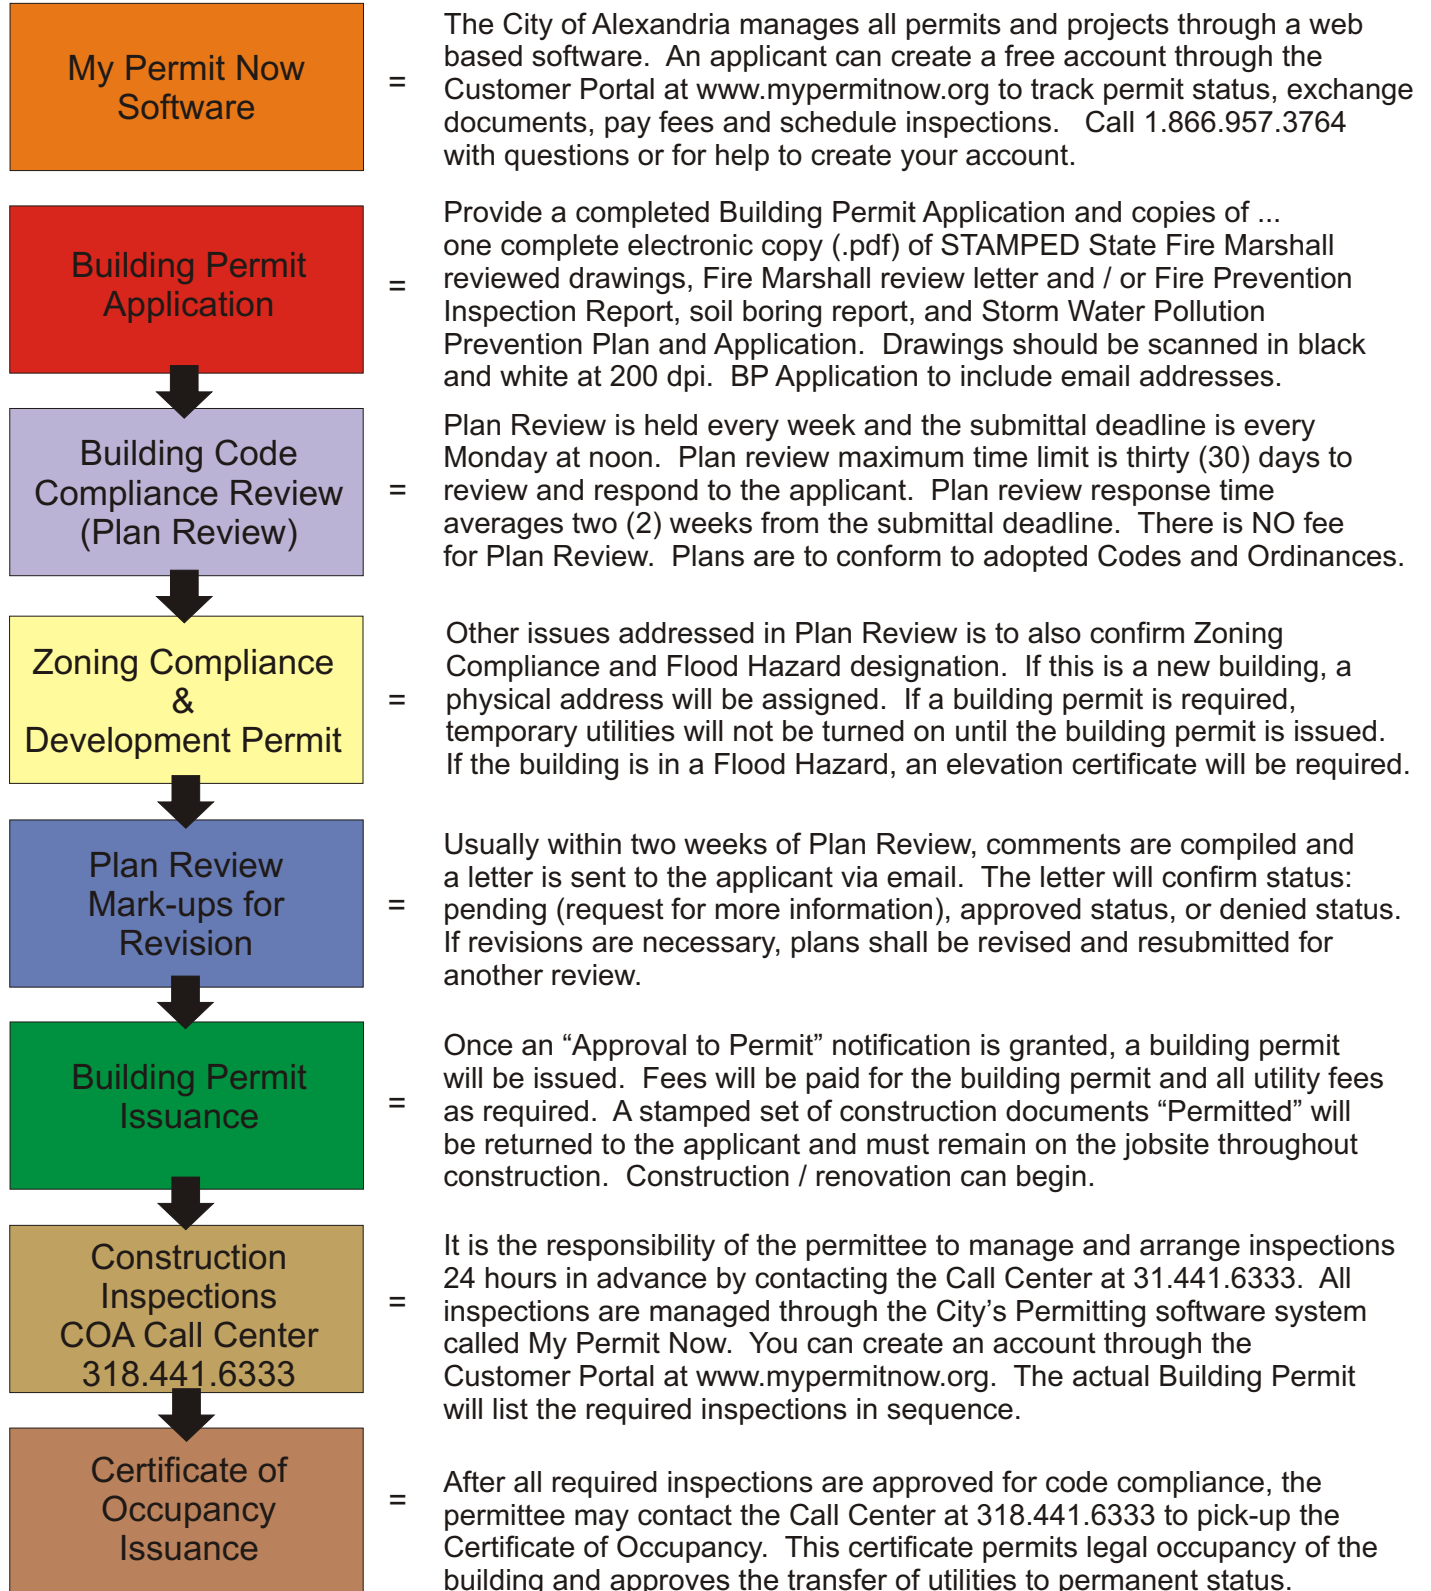 My Permit Now
Software
=
The City of Alexandria manages all permits and projects through a web
based software.  An applicant can create a free account through the
Customer Portal at www.mypermitnow.org to track permit status, exchange
documents, pay fees and schedule inspections.   Call 1.866.957.3764
with questions or for help to create your account.
Building Permit
Application
=
Provide a completed Building Permit Application and copies of ...
one complete electronic copy (.pdf) of STAMPED State Fire Marshall
reviewed drawings, Fire Marshall review letter and / or Fire Prevention
Inspection Report, soil boring report, and Storm Water Pollution
Prevention Plan and Application.  Drawings should be scanned in black
and white at 200 dpi.  BP Application to include email addresses.
Building Code
Compliance Review
(Plan Review)
=
Plan Review is held every week and the submittal deadline is every
Monday at noon.  Plan review maximum time limit is thirty (30) days to
review and respond to the applicant.  Plan review response time
averages two (2) weeks from the submittal deadline.  There is NO fee
for Plan Review.  Plans are to conform to adopted Codes and Ordinances.
Zoning Compliance
&
Development Permit
=
Other issues addressed in Plan Review is to also confirm Zoning
Compliance and Flood Hazard designation.  If this is a new building, a
physical address will be assigned.  If a building permit is required,
temporary utilities will not be turned on until the building permit is issued.
If the building is in a Flood Hazard, an elevation certificate will be required.
Plan Review
Mark-ups for
Revision
=
Usually within two weeks of Plan Review, comments are compiled and
a letter is sent to the applicant via email.  The letter will confirm status:
pending (request for more information), approved status, or denied status.
If revisions are necessary, plans shall be revised and resubmitted for
another review.
Building Permit
Issuance
=
Once an “Approval to Permit” notification is granted, a building permit
will be issued.  Fees will be paid for the building permit and all utility fees
as required.  A stamped set of construction documents “Permitted” will
be returned to the applicant and must remain on the jobsite throughout
construction.  Construction / renovation can begin.
Construction
Inspections
COA Call Center
318.441.6333
=
It is the responsibility of the permittee to manage and arrange inspections
24 hours in advance by contacting the Call Center at 31.441.6333.  All
inspections are managed through the City’s Permitting software system
called My Permit Now.  You can create an account through the
Customer Portal at www.mypermitnow.org.  The actual Building Permit
will list the required inspections in sequence.
Certificate of
Occupancy
Issuance
=
After all required inspections are approved for code compliance, the
permittee may contact the Call Center at 318.441.6333 to pick-up the
Certificate of Occupancy.  This certificate permits legal occupancy of the
building and approves the transfer of utilities to permanent status.